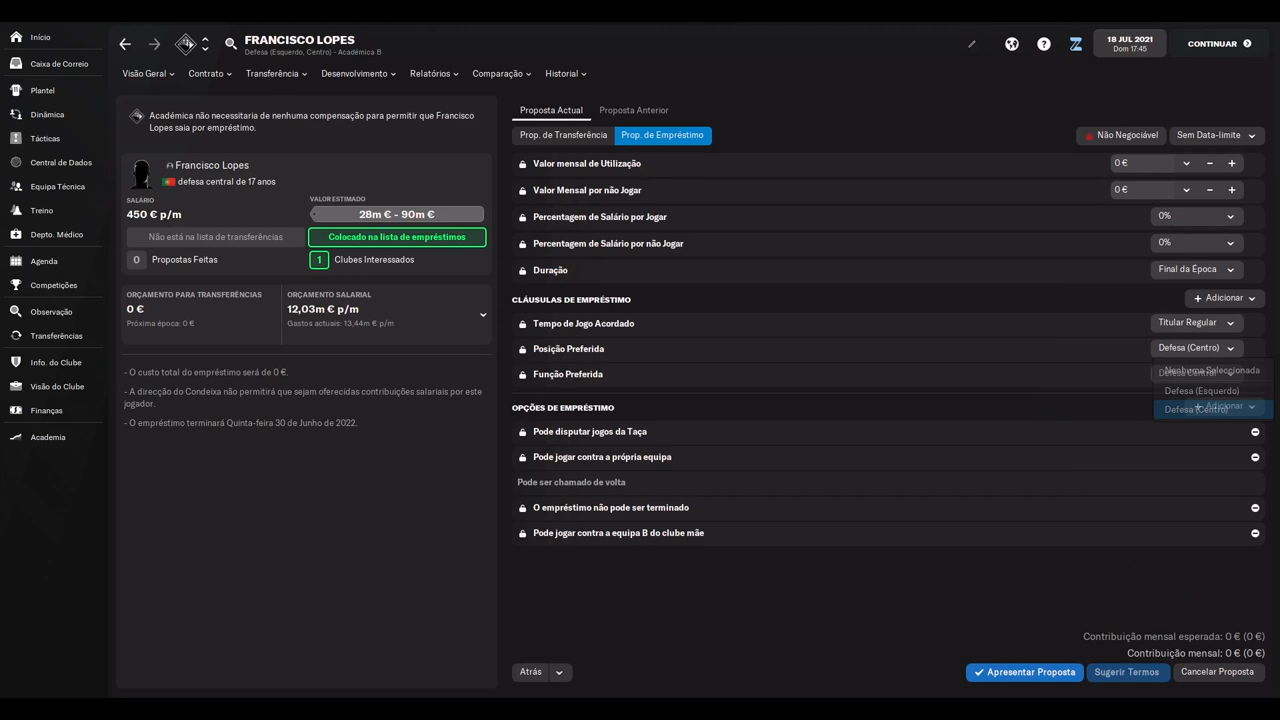 Início
Caixa de Correio
Plantel
Dinâmica
Tácticas
Central de Dados
Equipa Técnica
Treino
Depto. Médico
Agenda
Competições
Observação
Transferências
Info. do Clube
Visão do Clube
Finanças
Academia
FRANCISCO LOPES
Defesa (Esquerdo, Centro) - Académica B
18 JUL 2021
Dom 17:45
CONTINUAR
Visão Geral
Contrato
Transferência
Desenvolvimento
Relatórios
Comparação
Historial
Académica não necessitaria de nenhuma compensação para permitir que Francisco
Lopes saia por empréstimo.
Francisco Lopes
defesa central de 17 anos
SALÁRIO
450 € p/m
VALOR ESTIMADO
28m € - 90m €
Não está na lista de transferências
Colocado na lista de empréstimos
0 Propostas Feitas
1 Clubes Interessados
ORÇAMENTO PARA TRANSFERÊNCIAS
0 €
Próxima época: 0 €
ORÇAMENTO SALARIAL
12,03m € p/m
Gastos actuais: 13,44m € p/m
- O custo total do empréstimo será de 0 €.
- A direcção do Condeixa não permitirá que sejam oferecidas contribuições salariais por este
jogador.
- O empréstimo terminará Quinta-feira 30 de Junho de 2022.
Proposta Actual
Proposta Anterior
Prop. de Transferência
Prop. de Empréstimo
Não Negociável
Sem Data-limite
Valor mensal de Utilização
0 €
Valor Mensal por não Jogar
0 €
Percentagem de Salário por Jogar
0%
Percentagem de Salário por não Jogar
0%
Duração
Final da Época
CLÁUSULAS DE EMPRÉSTIMO
Adicionar
Tempo de Jogo Acordado
Titular Regular
Posição Preferida
Defesa (Centro)
Função Preferida
Defesa Central
Nenhuma Seleccionada
Defesa (Esquerdo)
Defesa (Centro)
OPÇÕES DE EMPRÉSTIMO
Adicionar
Pode disputar jogos da Taça
Pode jogar contra a própria equipa
Pode ser chamado de volta
O empréstimo não pode ser terminado
Pode jogar contra a equipa B do clube mãe
Contribuição mensal esperada: 0 € (0 €)
Contribuição mensal: 0 € (0 €)
Atrás
Apresentar Proposta
Sugerir Termos
Cancelar Proposta